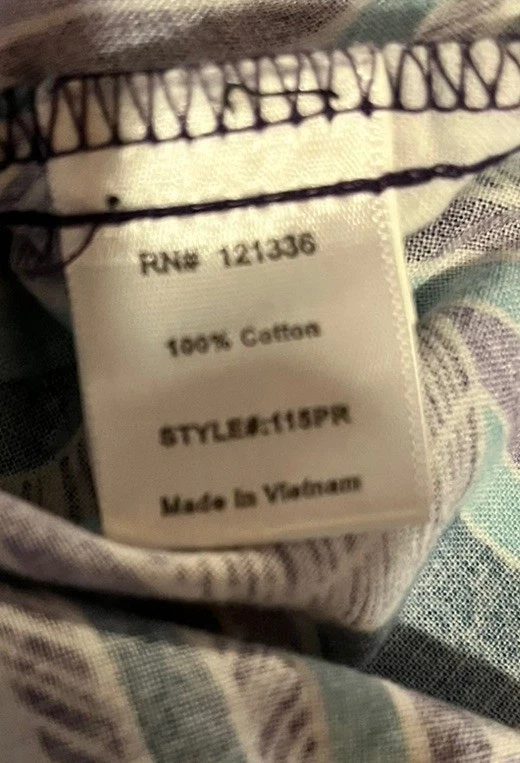 RN# 121336
100% Cotton
STYLE#:115PR
Made in Vietnam